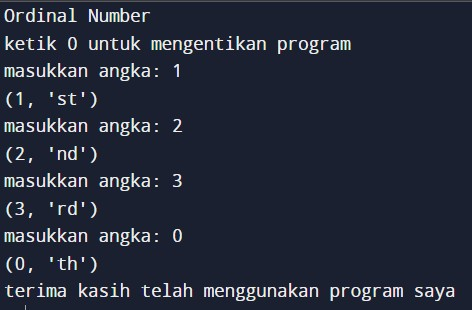 Ordinal Number
ketik 0 untuk mengentikan program
masukkan angka: 1
(1, 'st')
masukkan angka: 2
(2, 'nd')
masukkan angka: 3
(3, 'rd')
masukkan angka: 0
(0, 'th')
terima kasih telah menggunakan program saya